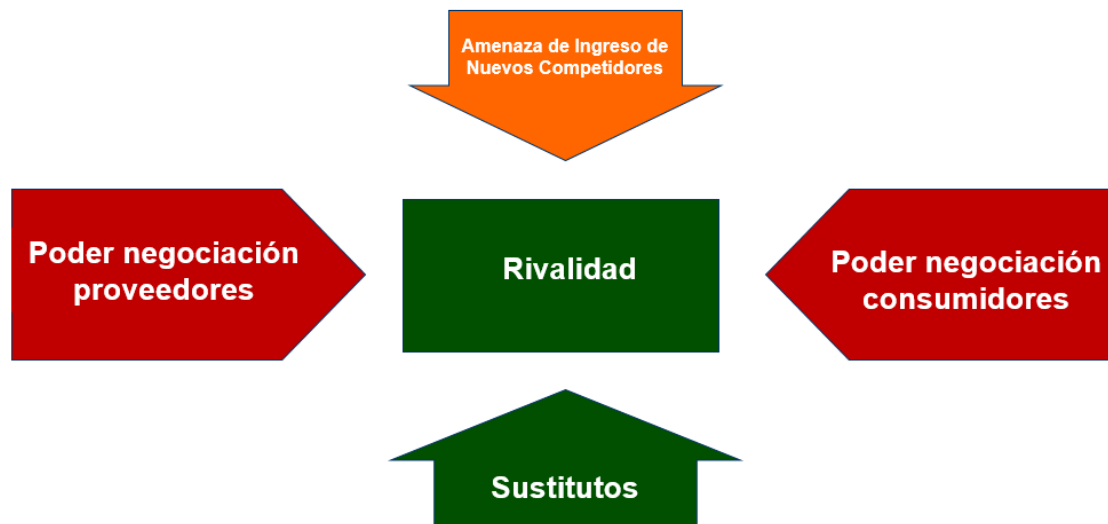 Amenaza de Ingreso de
Nuevos Competidores
Poder negociación
proveedores
Rivalidad
Poder negociación
consumidores
Sustitutos